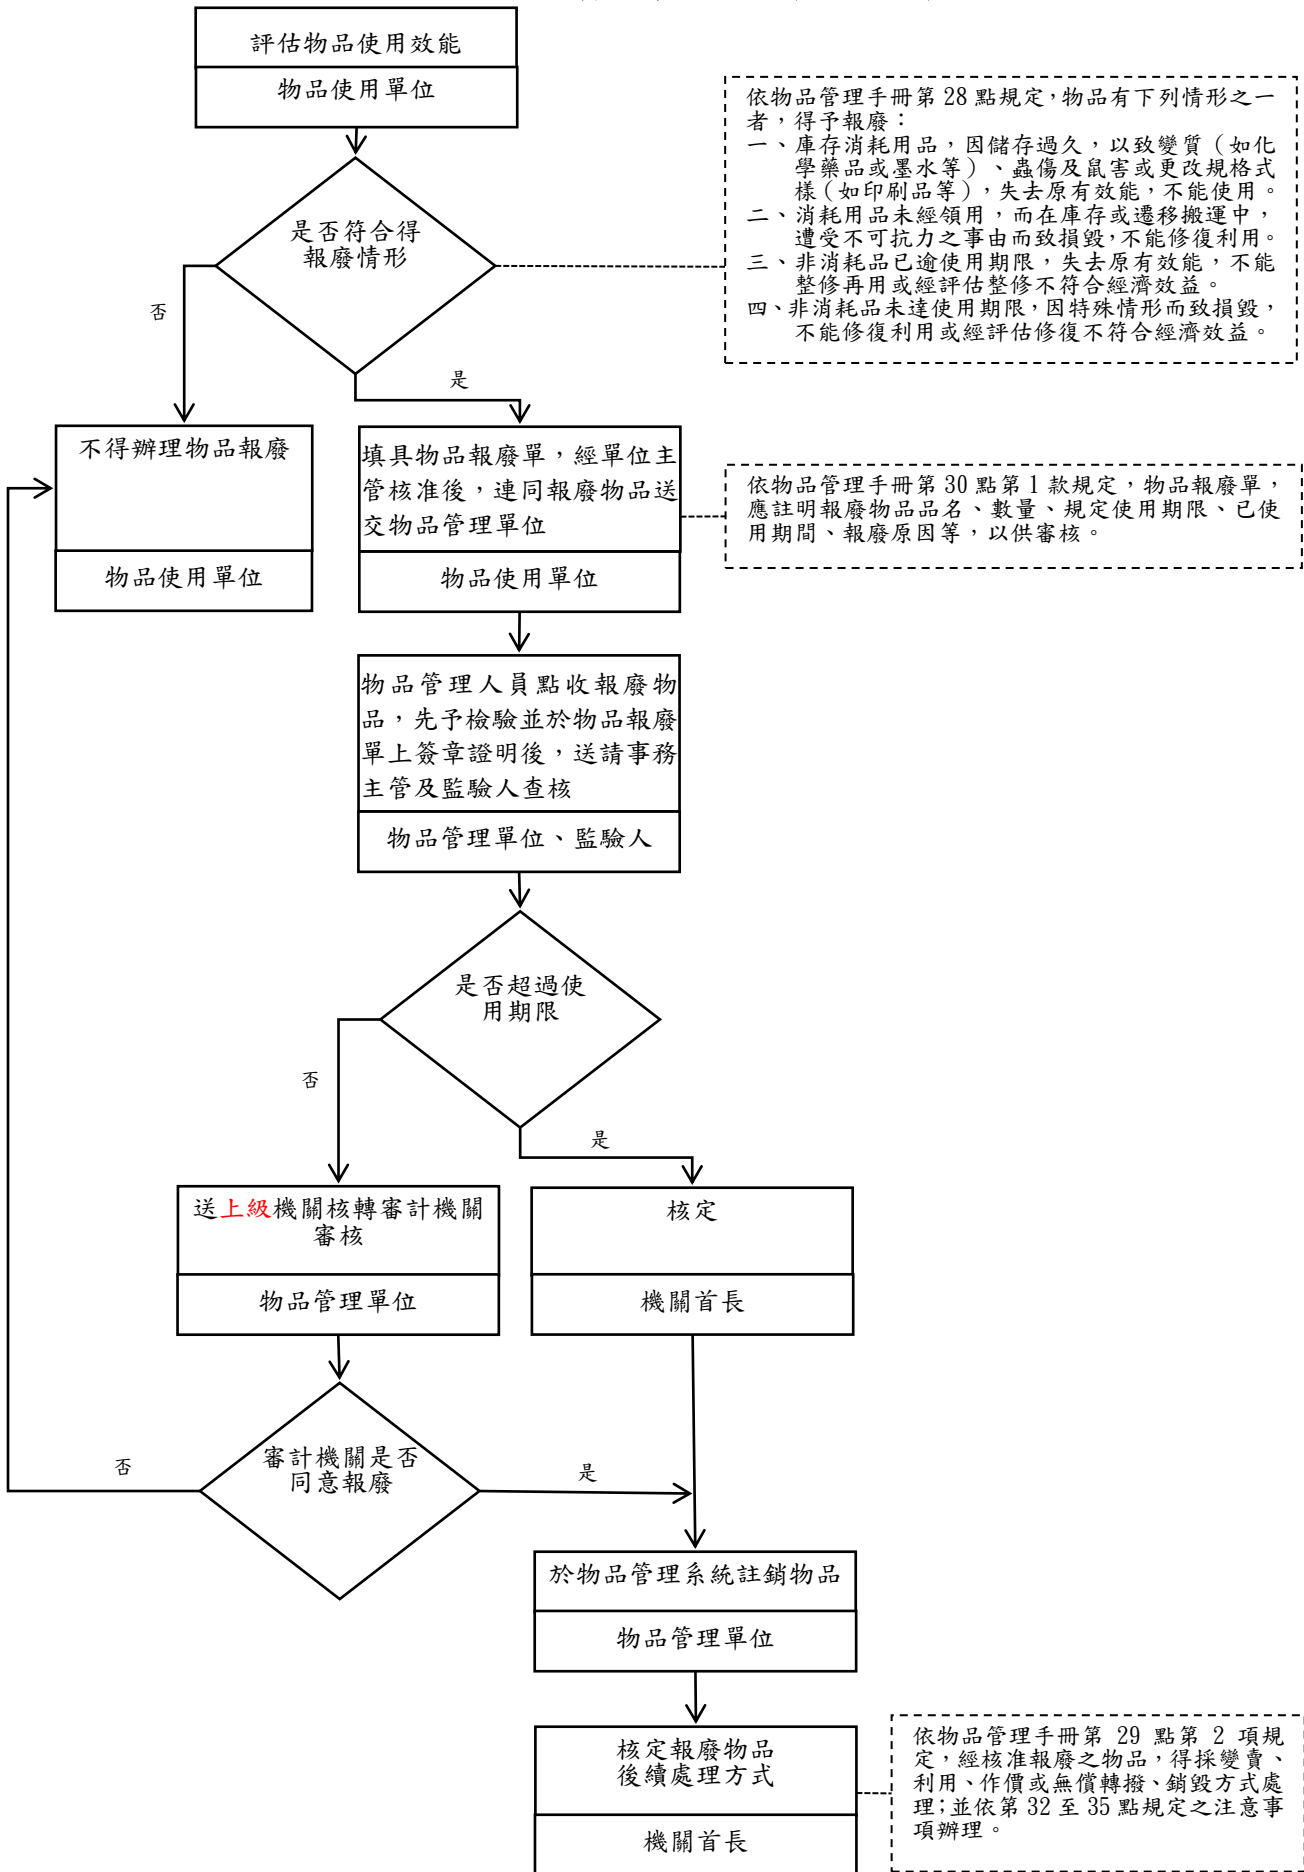 評估物品使用效能
物品使用單位
依物品管理手冊第 28 點規定,物品有下列情形之一
者,得予報廢:
一、庫存消耗用品,因儲存過久,以致變質(如化
學藥品或墨水等)、蟲傷及鼠害或更改規格式
樣(如印刷品等),失去原有效能,不能使用。
二、消耗用品未經領用,而在庫存或遷移搬運中,
遭受不可抗力之事由而致損毀,不能修復利用。
三、非消耗品已逾使用期限,失去原有效能,不能
整修再用或經評估整修不符合經濟效益。
四、非消耗品未達使用期限,因特殊情形而致損毀,
不能修復利用或經評估修復不符合經濟效益。
是否符合得
報廢情形
否
是
不得辦理物品報廢
物品使用單位
填具物品報廢單,經單位主
管核准後,連同報廢物品送
交物品管理單位
物品使用單位
依物品管理手冊第 30 點第 1 款規定,物品報廢單,
應註明報廢物品品名、數量、規定使用期限、已使
用期間、報廢原因等,以供審核。
物品管理人員點收報廢物
品,先予檢驗並於物品報廢
單上簽章證明後,送請事務
主管及監驗人查核
物品管理單位、監驗人
是否超過使
用期限
否
是
送上級機關核轉審計機關
審核
物品管理單位
核定
機關首長
審計機關是否
同意報廢
否
是
於物品管理系統註銷物品
物品管理單位
核定報廢物品
後續處理方式
機關首長
依物品管理手冊第 29 點第 2 項規
定,經核准報廢之物品,得採變賣、
利用、作價或無償轉撥、銷毀方式處
理;並依第 32 至 35 點規定之注意事
項辦理。